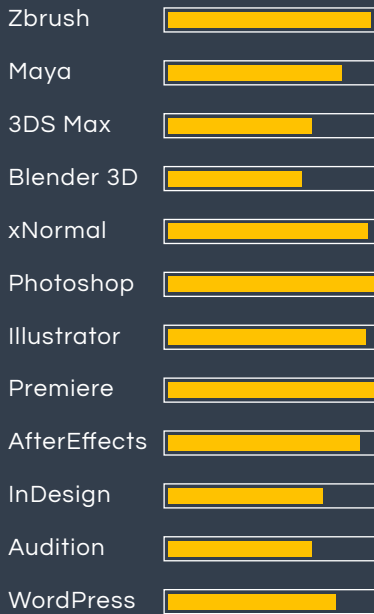 Zbrush
Maya
3DS Max
Blender 3D
xNormal
Photoshop
Illustrator
Premiere
AfterEffects
InDesign
Audition
WordPress